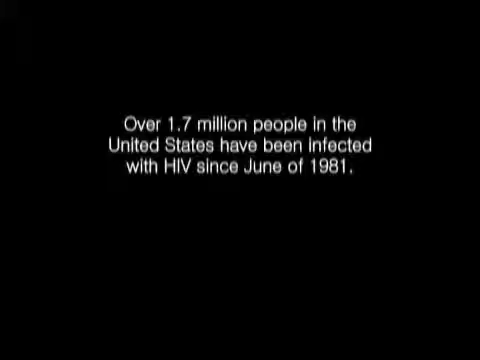 Over 1.7 million people in the
United States have been infected
with HIV since June of 1981.